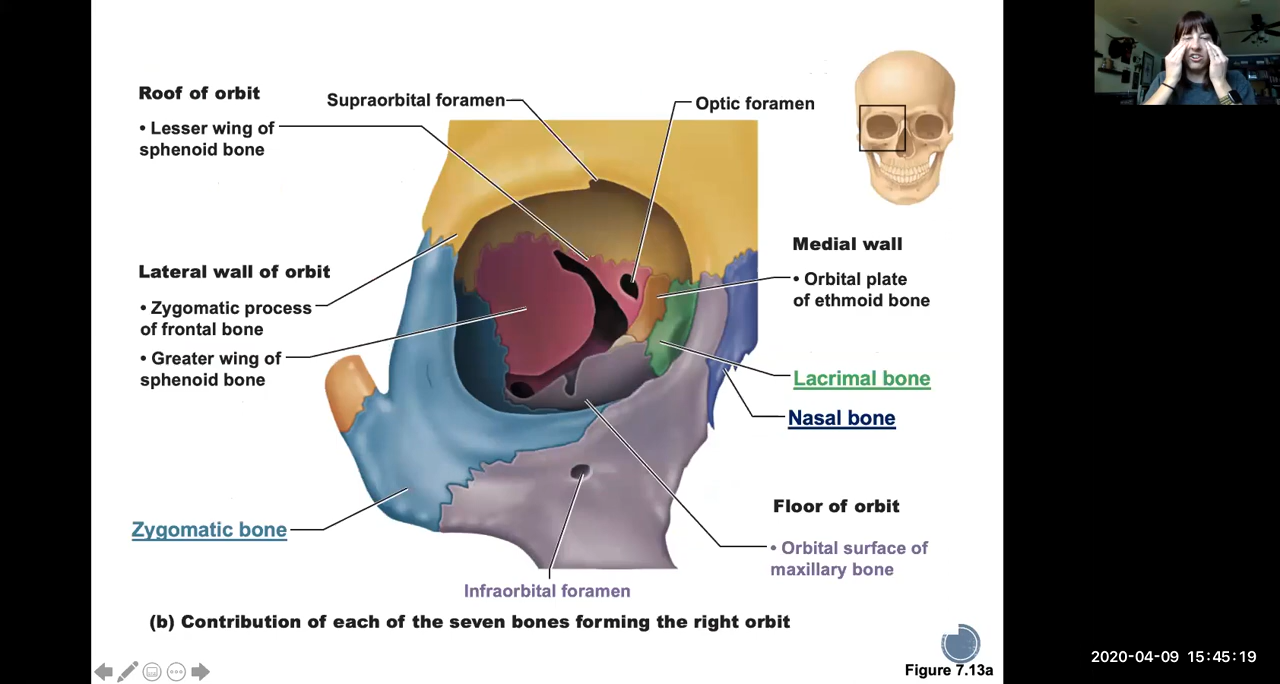 Roof of orbit
• Lesser wing of
sphenoid bone
Supraorbital foramen
Optic foramen
Lateral wall of orbit
• Zygomatic process
of frontal bone
• Greater wing of
sphenoid bone
Medial wall
• Orbital plate
of ethmoid bone
Lacrimal bone
Nasal bone
Zygomatic bone
Floor of orbit
• Orbital surface of
maxillary bone
Infraorbital foramen
(b) Contribution of each of the seven bones forming the right orbit
Figure 7.13a
2020-04-09 15:45:19